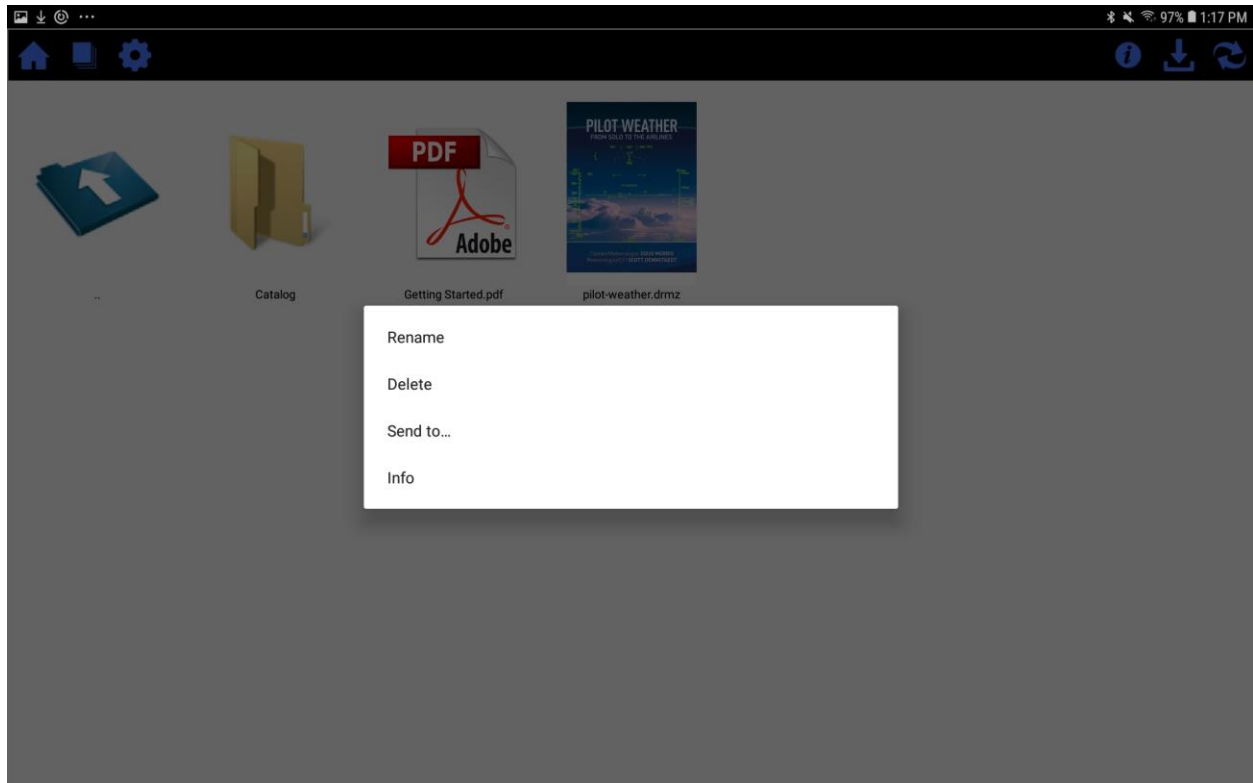 97% 1:17 PM
PDF
Adobe
PILOT WEATHER
FROM SOLO TO THE AIRLINES
..
Catalog
Getting Started.pdf
pilot-weather.drmz
Rename
Delete
Send to…
Info